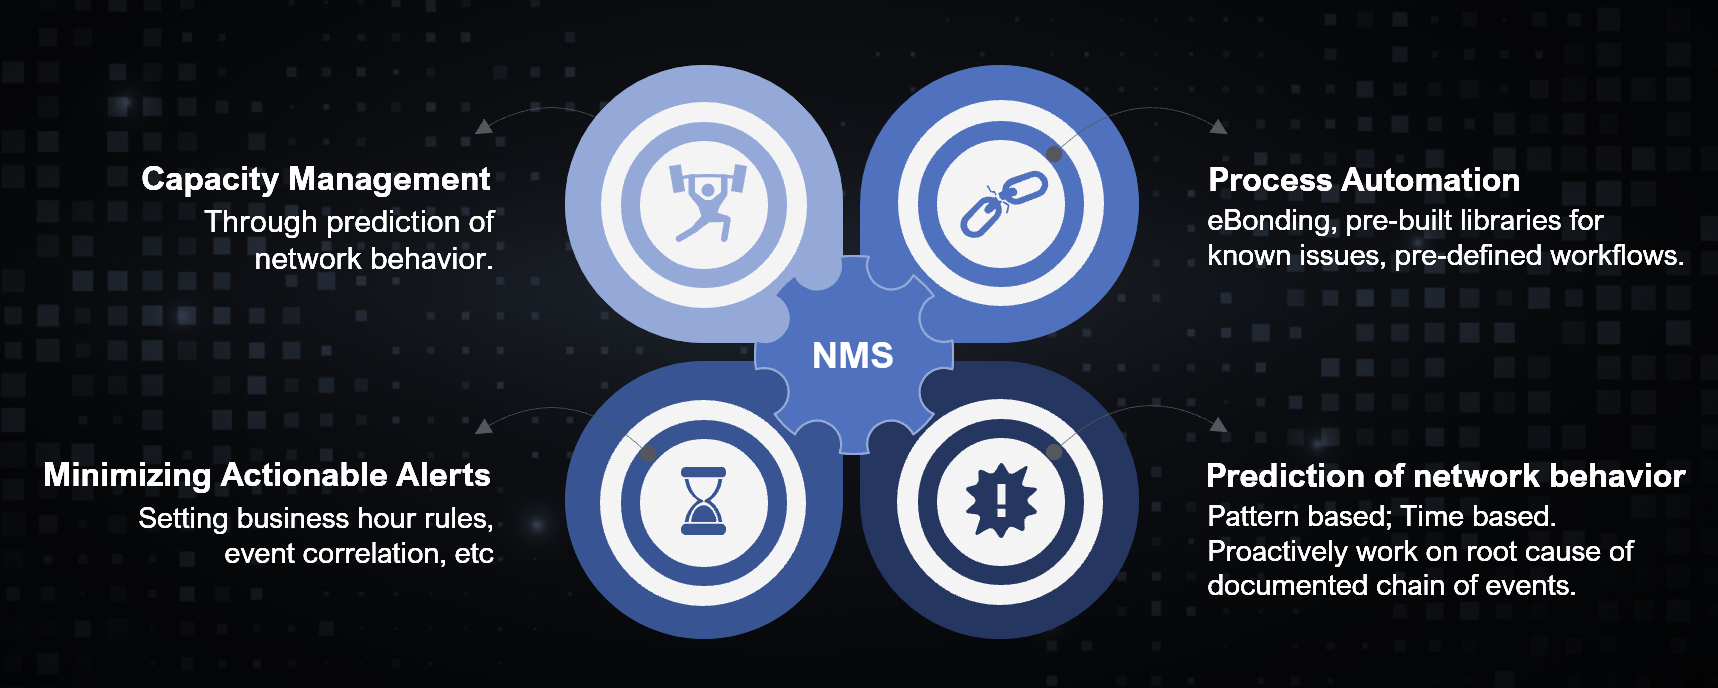 Capacity Management
Through prediction of
network behavior.
Process Automation
eBonding, pre-built libraries for
known issues, pre-defined workflows.
NMS
Minimizing Actionable Alerts
Setting business hour rules,
event correlation, etc
Prediction of network behavior
Pattern based; Time based.
Proactively work on root cause of
documented chain of events.